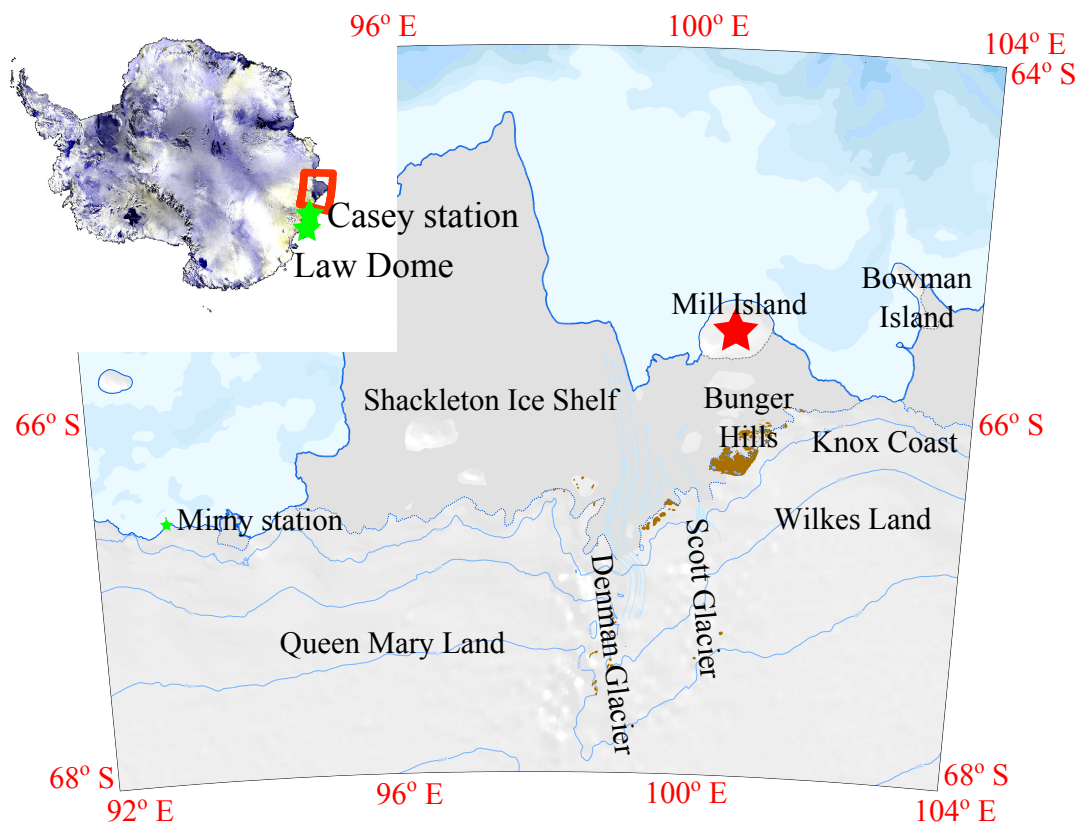 96º E
100º E
104º E
64º S
Casey station
Law Dome
Bowman
Island
Mill Island
Shackleton Ice Shelf
Bunger
Hills
66º S
66º S
Knox Coast
Mirny station
Wilkes Land
Denman Glacier
Scott Glacier
Queen Mary Land
68º S
68º S
92º E
96º E
100º E
104º E